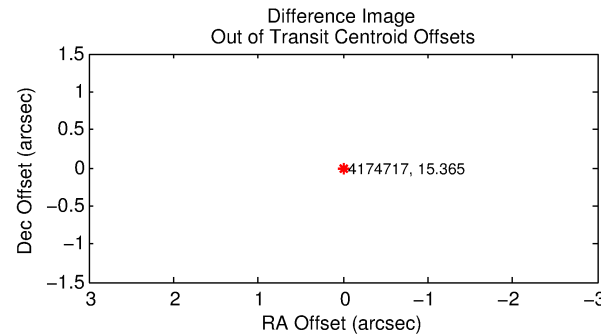 Difference Image
Out of Transit Centroid Offsets
Dec Offset (arcsec)
1.5
1
0.5
0
−0.5
−1
−1.5
4174717, 15.365
3 2 1 0 −1 −2 −3
RA Offset (arcsec)